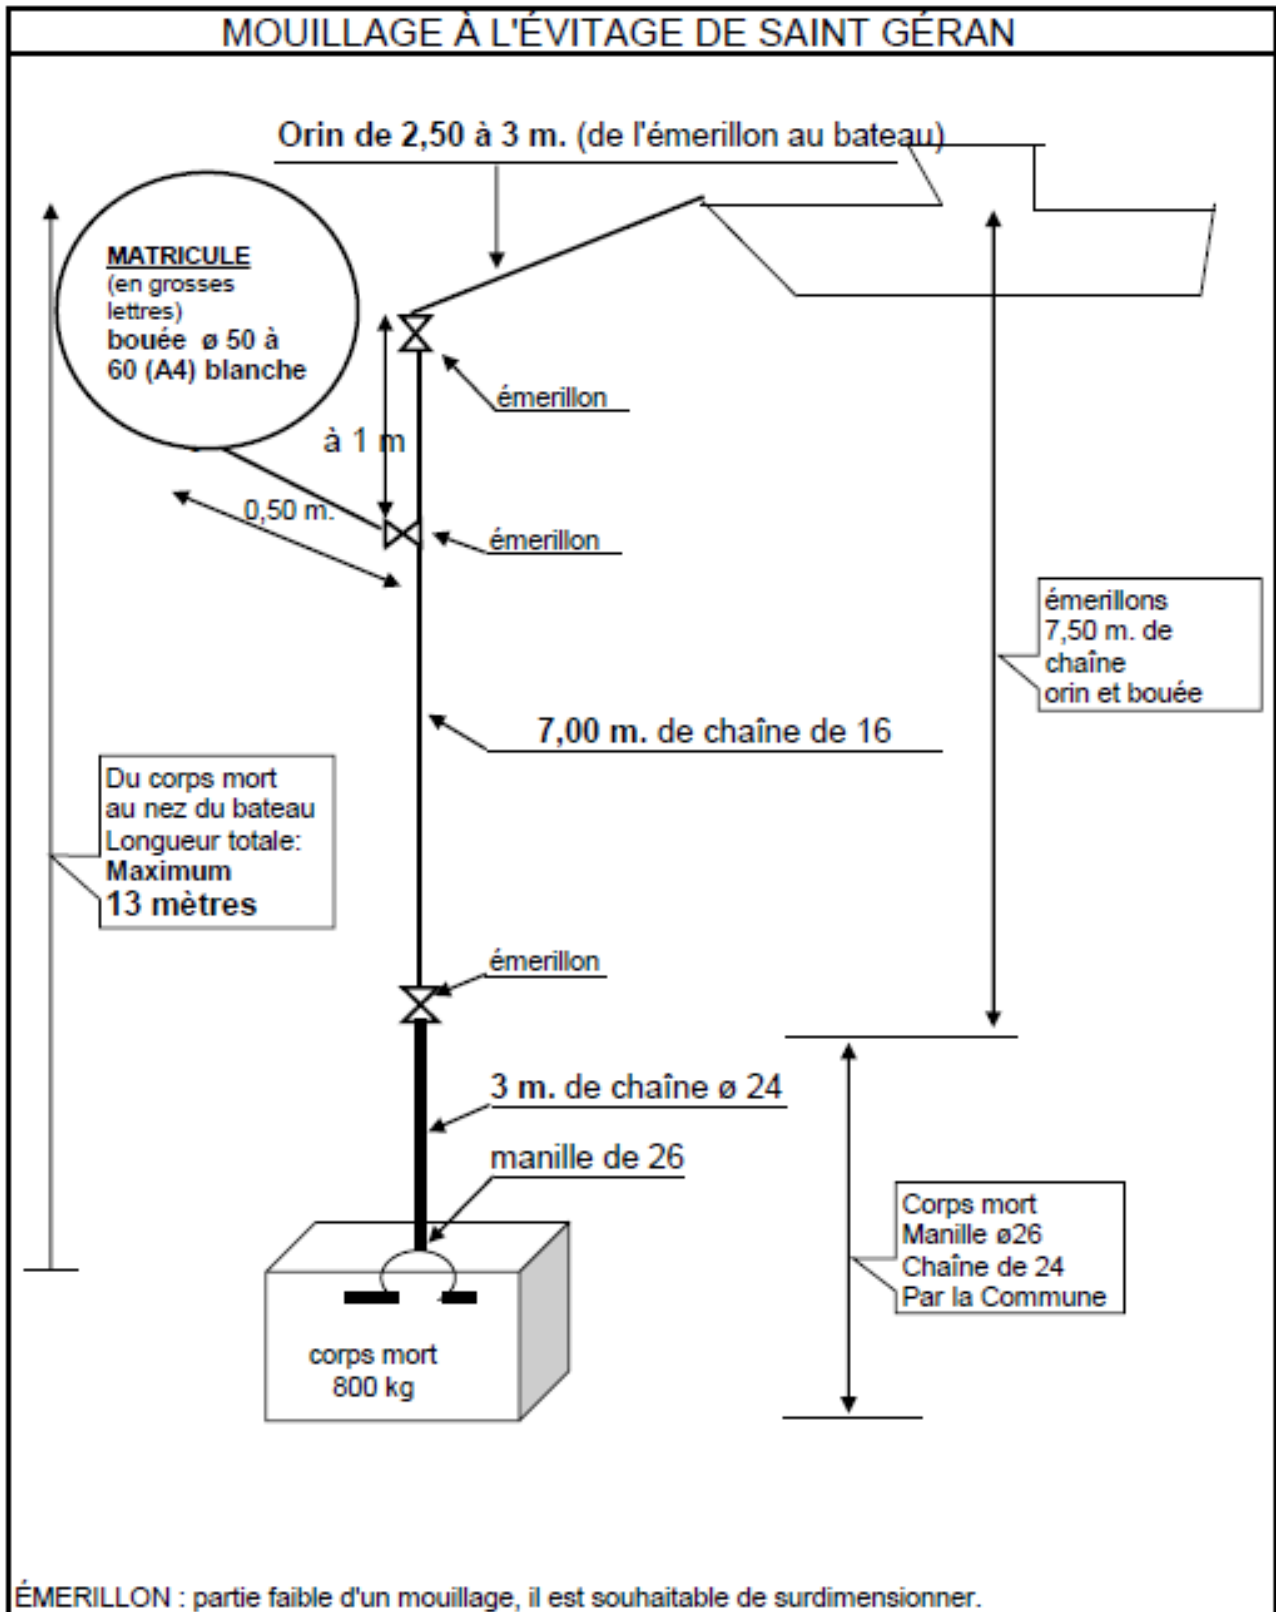 MOUILLAGE À L'ÉVITAGE DE SAINT GÉRAN
Orin de 2,50 à 3 m. (de l'émerillon au bateau)
MATRICULE
(en grosses
lettres)
bouée ø 50 à
60 (A4) blanche
émerillon
à 1 m
0,50 m.
émerillon
émerillons
7,50 m. de
chaîne
orin et bouée
7,00 m. de chaîne de 16
Du corps mort
au nez du bateau
Longueur totale:
Maximum
13 mètres
émerillon
3 m. de chaîne ø 24
manille de 26
Corps mort
Manille ø26
Chaîne de 24
Par la Commune
corps mort
800 kg
ÉMERILLON : partie faible d'un mouillage, il est souhaitable de surdimensionner.